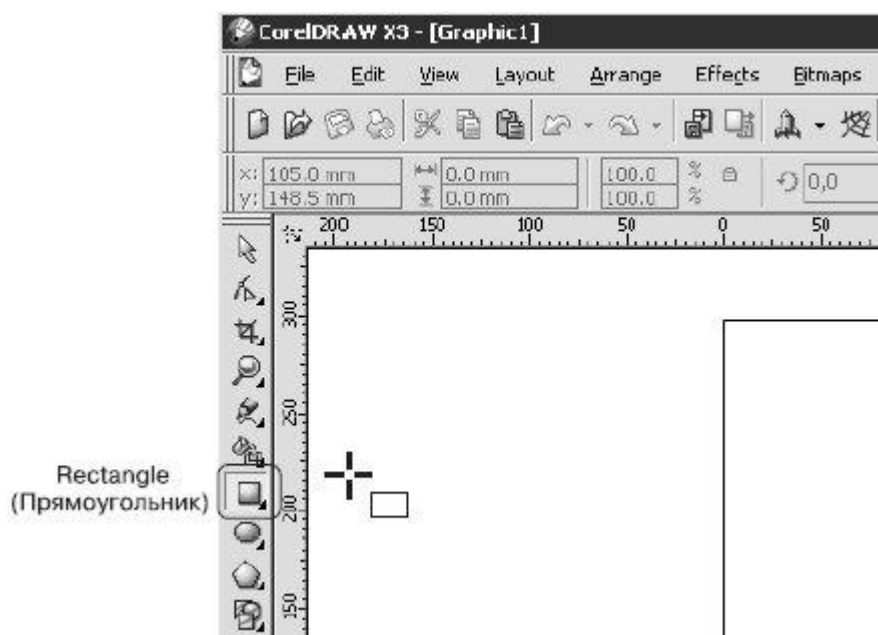 CorelDRAW X3 - [Graphic1]
File Edit View Layout Arrange Effects Bitmaps
x: 105.0 mm 0.0 mm 100.0 % 0,0
y: 148.5 mm 0.0 mm 100.0 %
200 150 100 50 0 50
300
250
200
150
Rectangle
(Прямоугольник)